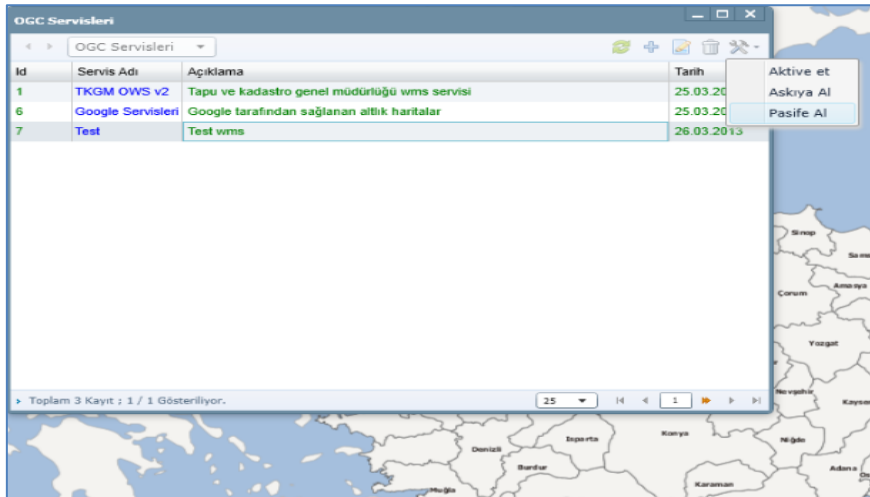 OGC Servisleri
OGC Servisleri
Id Servis Adı Açıklama Tarih
1 TKGM OWS v2 Tapu ve kadastro genel müdürlüğü wms servisi 25.03.20
6 Google Servisleri Google tarafından sağlanan altlık haritalar 25.03.20
7 Test Test wms 26.03.2013
Aktive et
Askıya Al
Pasife Al
Toplam 3 Kayıt ; 1 / 1 Gösteriliyor. 25 1
Sinop
Çorum
Amasya
Yozgat
Nevşehir
Kayser
Isparta
Konya
Niğde
Denizli
Burdur
Adana
Muğla
Karaman